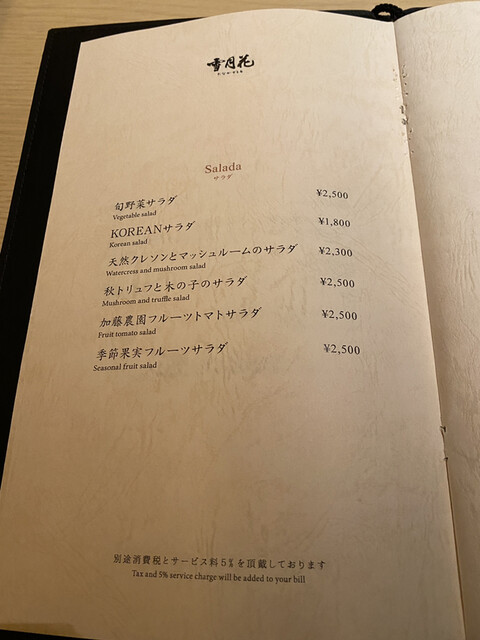 雪月花
Salada
サラダ
旬野菜サラダ ¥2,500
Vegetable salad
KOREANサラダ ¥1,800
Korean salad
天然クレソンとマッシュルームのサラダ ¥2,300
Watercress and mushroom salad
秋トリュフと木の子のサラダ ¥2,500
Mushroom and truffle salad
加藤農園フルーツトマトサラダ ¥2,500
Fruit tomato salad
季節果実フルーツサラダ ¥2,500
Seasonal fruit salad
別途消費税とサービス料5%を頂戴しております
Tax and 5% service charge will be added to your bill